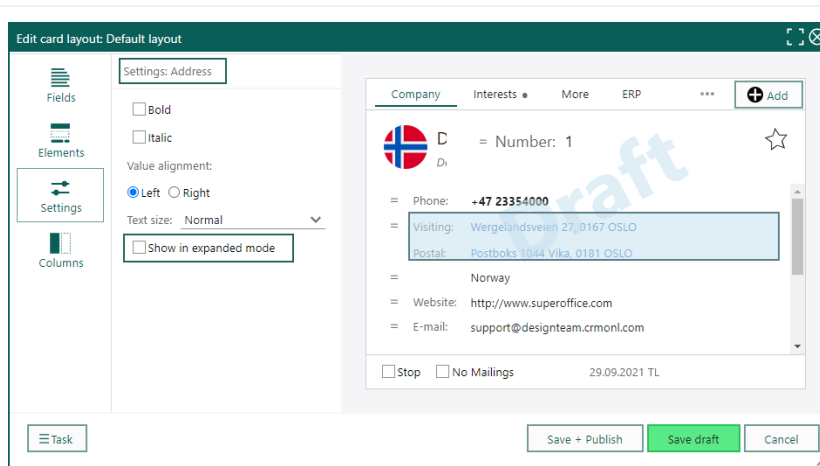 Edit card layout: Default layout
Fields
Elements
Settings
Columns
Settings: Address
Bold
Italic
Value alignment:
Left Right
Text size: Normal
Show in expanded mode
Company Interests More ERP ••• Add
D = Number: 1
= Phone: +47 23354000
= Visiting: Wergelandsveien 27, 0167 OSLO
Postal: Postboks 1044 Vika, 0181 OSLO
= Norway
= Website: http://www.superoffice.com
= E-mail: support@designteam.crmonl.com
Draft
Stop No Mailings 29.09.2021 TL
Task Save + Publish Save draft Cancel